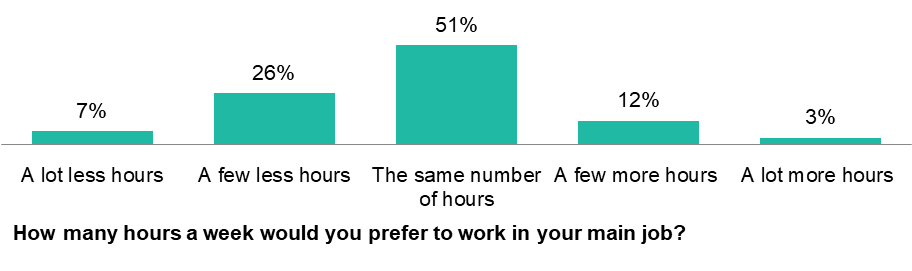 51%
26%
12%
7%
3%
A lot less hours
A few less hours
The same number
of hours
A few more hours
A lot more hours
How many hours a week would you prefer to work in your main job?